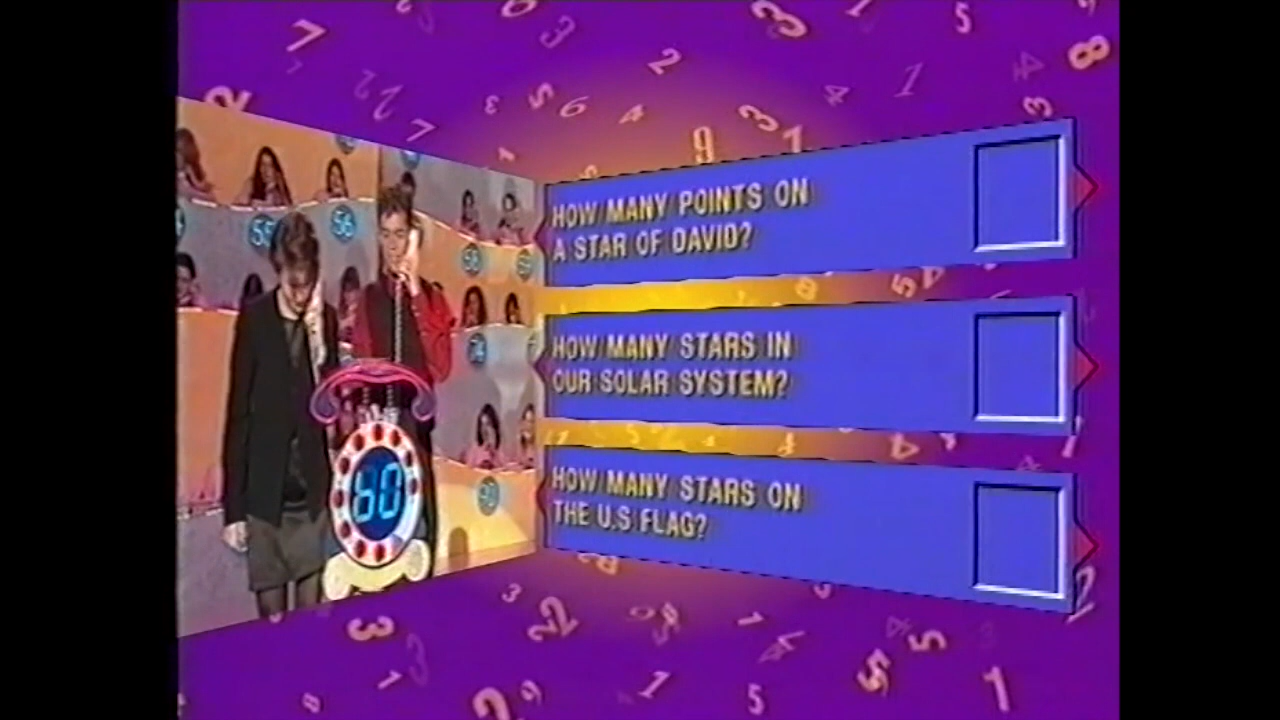 HOW MANY POINTS ON
A STAR OF DAVID?
HOW MANY STARS IN
OUR SOLAR SYSTEM?
HOW MANY STARS ON
THE U.S FLAG?
56
60